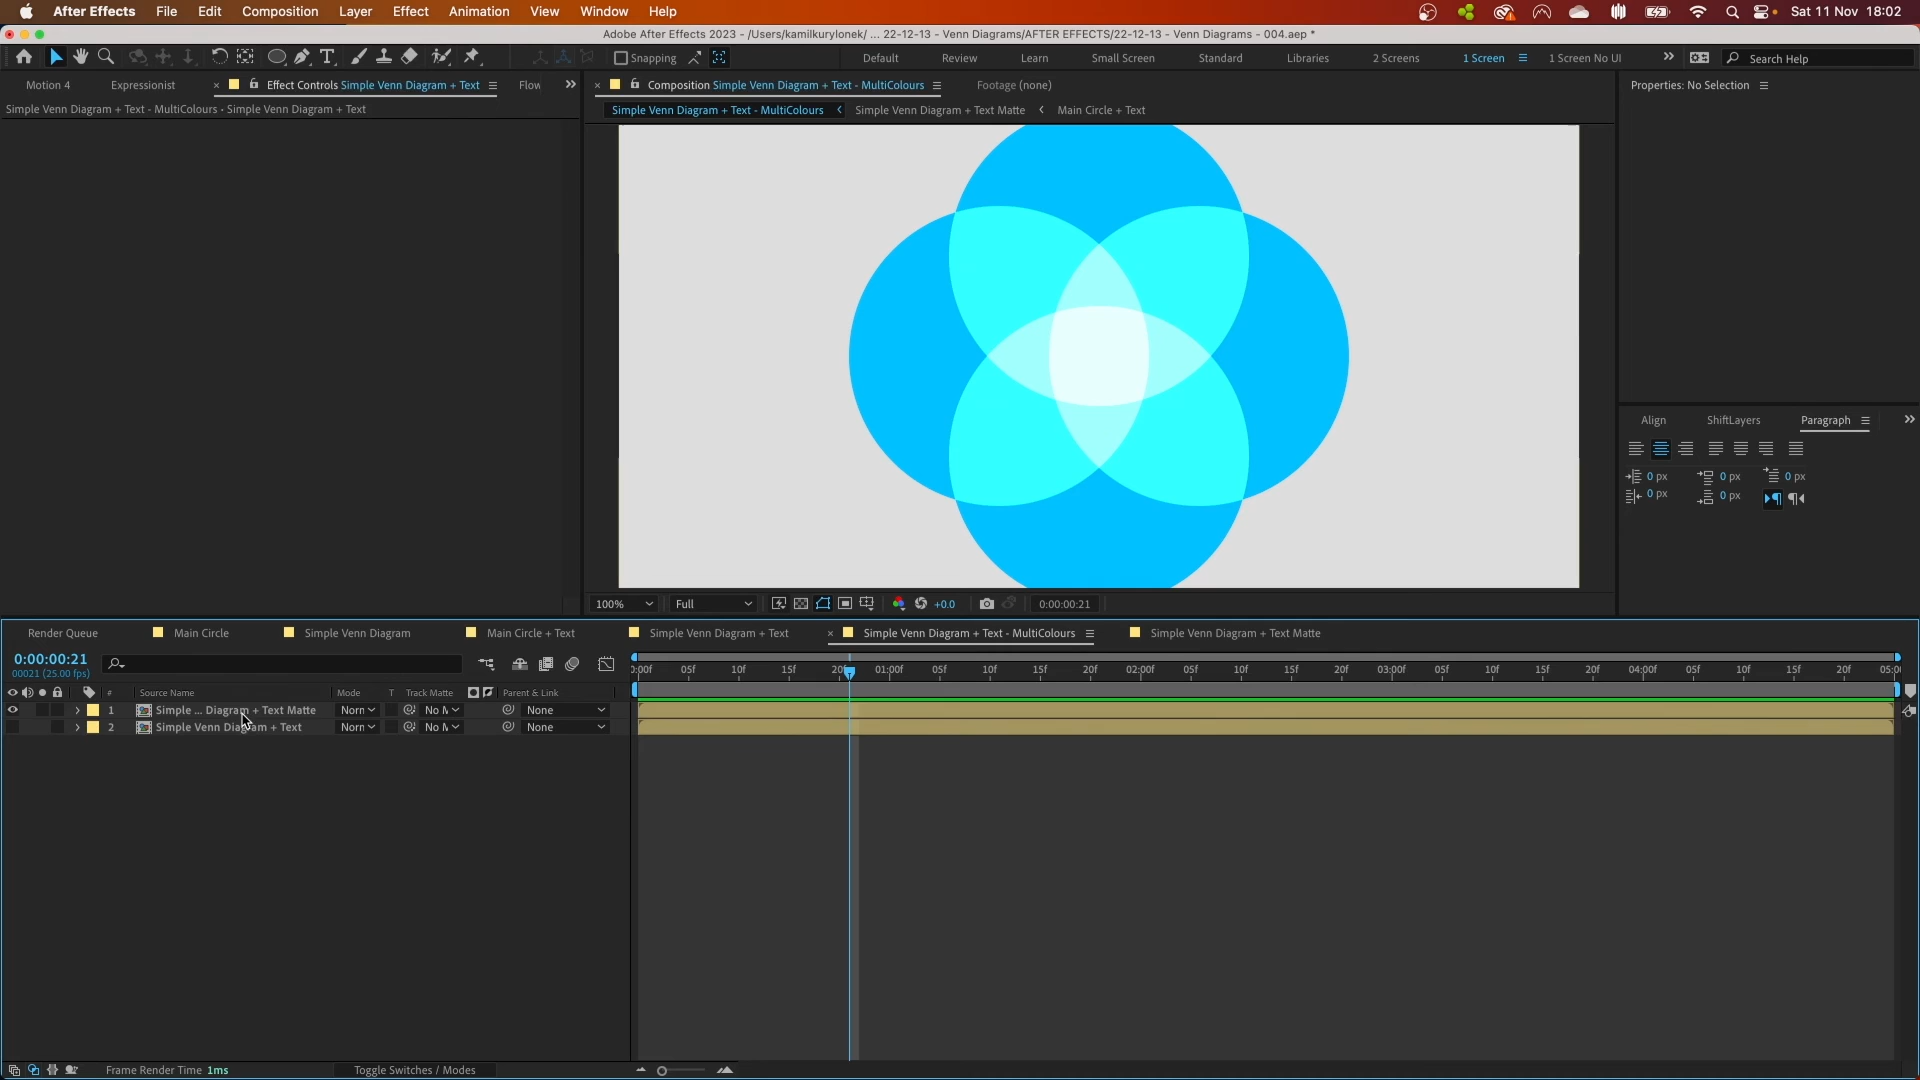 After Effects File Edit Composition Layer Effect Animation View Window Help Sat 11 Nov 18:02
Adobe After Effects 2023 - /Users/kamilkurylonek/ ... 22-12-13 - Venn Diagrams/AFTER EFFECTS/22-12-13 - Venn Diagrams - 004.aep *
Snapping Default Review Learn Small Screen Standard Libraries 2 Screens 1 Screen 1 Screen No UI Search Help
Motion 4 Expressionist Effect Controls Simple Venn Diagram + Text Flow Composition Simple Venn Diagram + Text - MultiColours Footage (none) Properties: No Selection
Simple Venn Diagram + Text - MultiColours - Simple Venn Diagram + Text
Simple Venn Diagram + Text - MultiColours Simple Venn Diagram + Text Matte Main Circle + Text
Align ShiftLayers Paragraph
0 px 0 px 0 px
0 px 0 px
100% Full +0.0 0:00:00:21
Render Queue Main Circle Simple Venn Diagram Main Circle + Text Simple Venn Diagram + Text Simple Venn Diagram + Text - MultiColours Simple Venn Diagram + Text Matte
0:00:00:21
00021 (25.00 fps)
0:00f 05f 10f 15f 20f 01:00f 05f 10f 15f 20f 02:00f 05f 10f 15f 20f 03:00f 05f 10f 15f 20f 04:00f 05f 10f 15f 20f 05:0
# Source Name Mode T Track Matte Parent & Link
1 Simple ... Diagram + Text Matte Norn No M None
2 Simple Venn Diagram + Text Norn No M None
Frame Render Time 1ms Toggle Switches / Modes